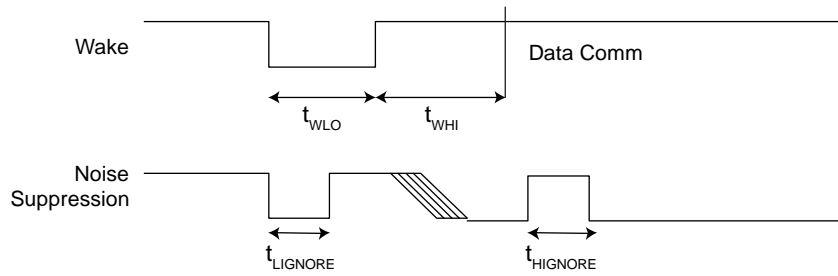 Wake
Data Comm
tWLO
tWHI
Noise
Suppression
tLIGNORE
tHIGNORE